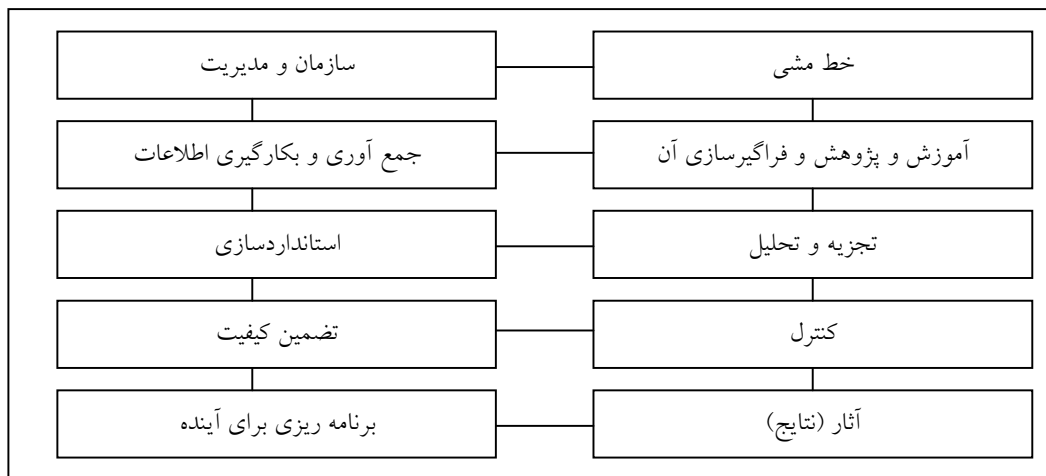 خط مشی
سازمان و مدیریت
آموزش و پژوهش و فراگیرسازی آن
جمع آوری و بکارگیری اطلاعات
تجزیه و تحلیل
استانداردسازی
کنترل
تضمین کیفیت
آثار (نتایج)
برنامه ریزی برای آینده